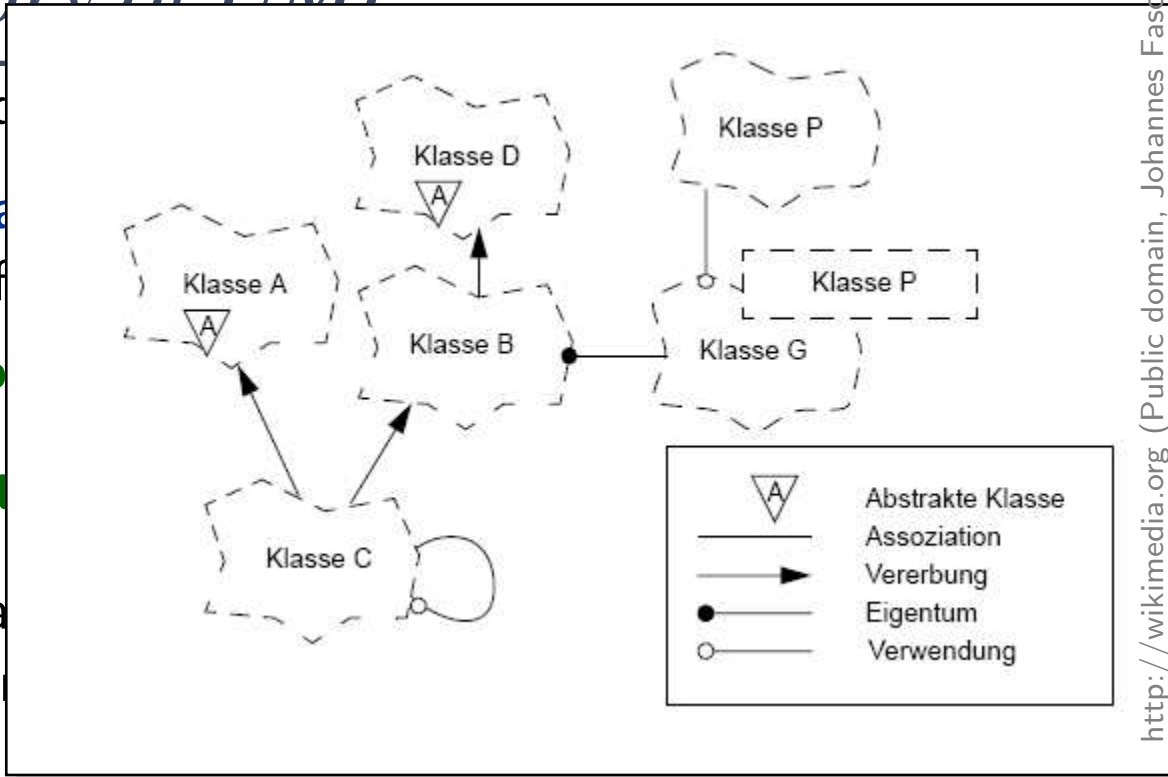 Klasse P
Klasse D
A
Klasse A
A
Klasse P
Klasse B
Klasse G
Klasse C
A Abstrakte Klasse
Assoziation
Vererbung
Eigentum
Verwendung
http://wikimedia.org (Public domain, Johannes